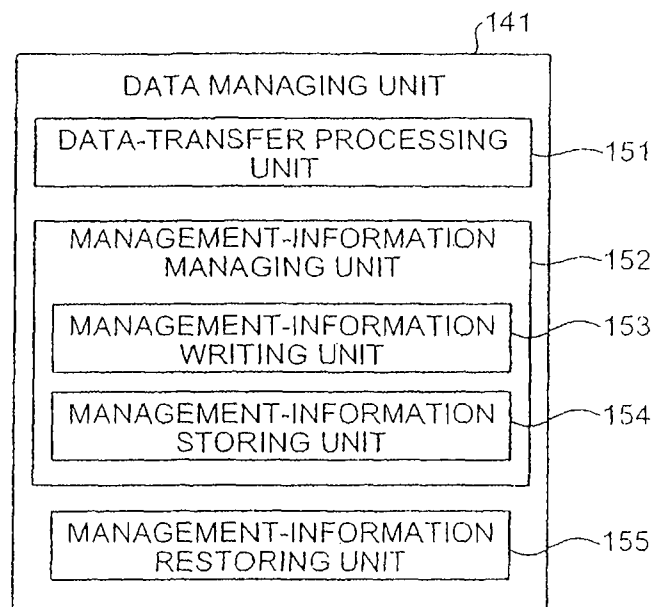 141
DATA MANAGING UNIT
DATA-TRANSFER PROCESSING
UNIT
151
MANAGEMENT-INFORMATION
MANAGING UNIT
152
MANAGEMENT-INFORMATION
WRITING UNIT
153
MANAGEMENT-INFORMATION
STORING UNIT
154
MANAGEMENT-INFORMATION
RESTORING UNIT
155